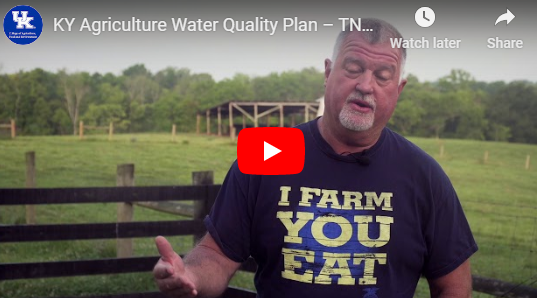 UK
KY Agriculture Water Quality Plan – TN...
Watch later
Share
I FARM
YOU
EAT